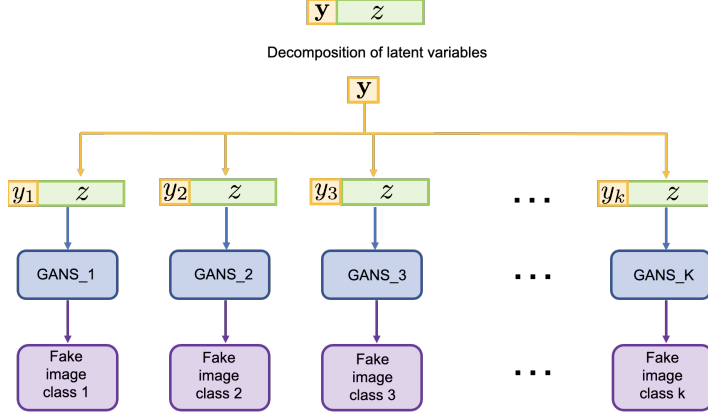 y z
Decomposition of latent variables
y
y₁ z y₂ z y₃ z ... yₖ z
GANS_1 GANS_2 GANS_3 ... GANS_K
Fake image class 1
Fake image class 2
Fake image class 3
...
Fake image class k